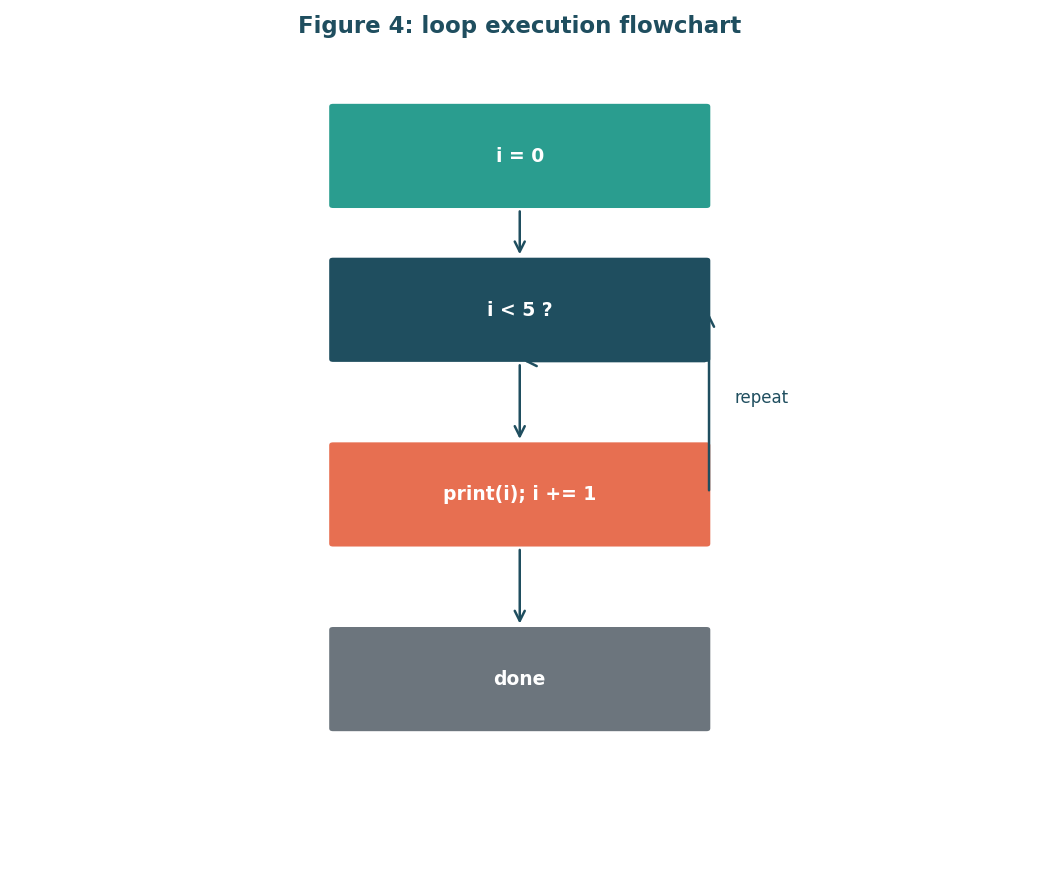 Figure 4: loop execution flowchart
i = 0
i < 5 ?
repeat
print(i); i += 1
done